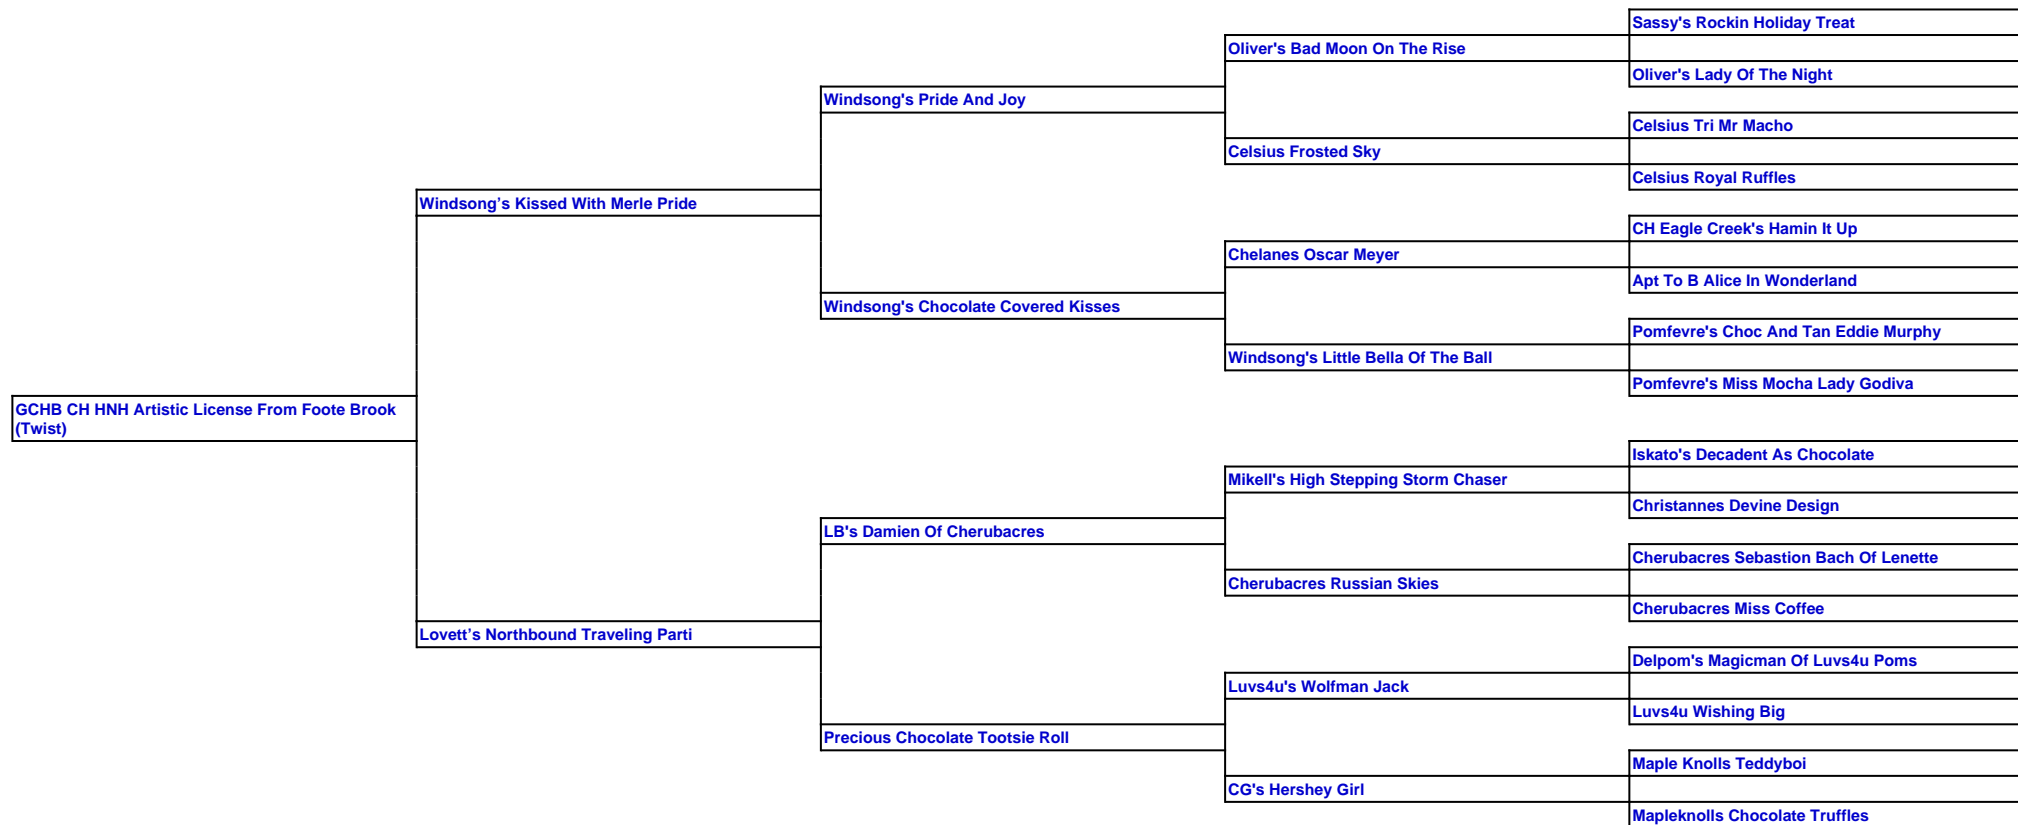 Sassy's Rockin Holiday Treat
Oliver's Bad Moon On The Rise
Oliver's Lady Of The Night
Windsong's Pride And Joy
Celsius Tri Mr Macho
Celsius Frosted Sky
Celsius Royal Ruffles
Windsong’s Kissed With Merle Pride
CH Eagle Creek's Hamin It Up
Chelanes Oscar Meyer
Apt To B Alice In Wonderland
Windsong's Chocolate Covered Kisses
Pomfevre's Choc And Tan Eddie Murphy
Windsong's Little Bella Of The Ball
Pomfevre's Miss Mocha Lady Godiva
GCHB CH HNH Artistic License From Foote Brook
(Twist)
Iskato's Decadent As Chocolate
Mikell's High Stepping Storm Chaser
Christannes Devine Design
LB's Damien Of Cherubacres
Cherubacres Sebastion Bach Of Lenette
Cherubacres Russian Skies
Cherubacres Miss Coffee
Lovett’s Northbound Traveling Parti
Delpom's Magicman Of Luvs4u Poms
Luvs4u's Wolfman Jack
Luvs4u Wishing Big
Precious Chocolate Tootsie Roll
Maple Knolls Teddyboi
CG's Hershey Girl
Mapleknolls Chocolate Truffles